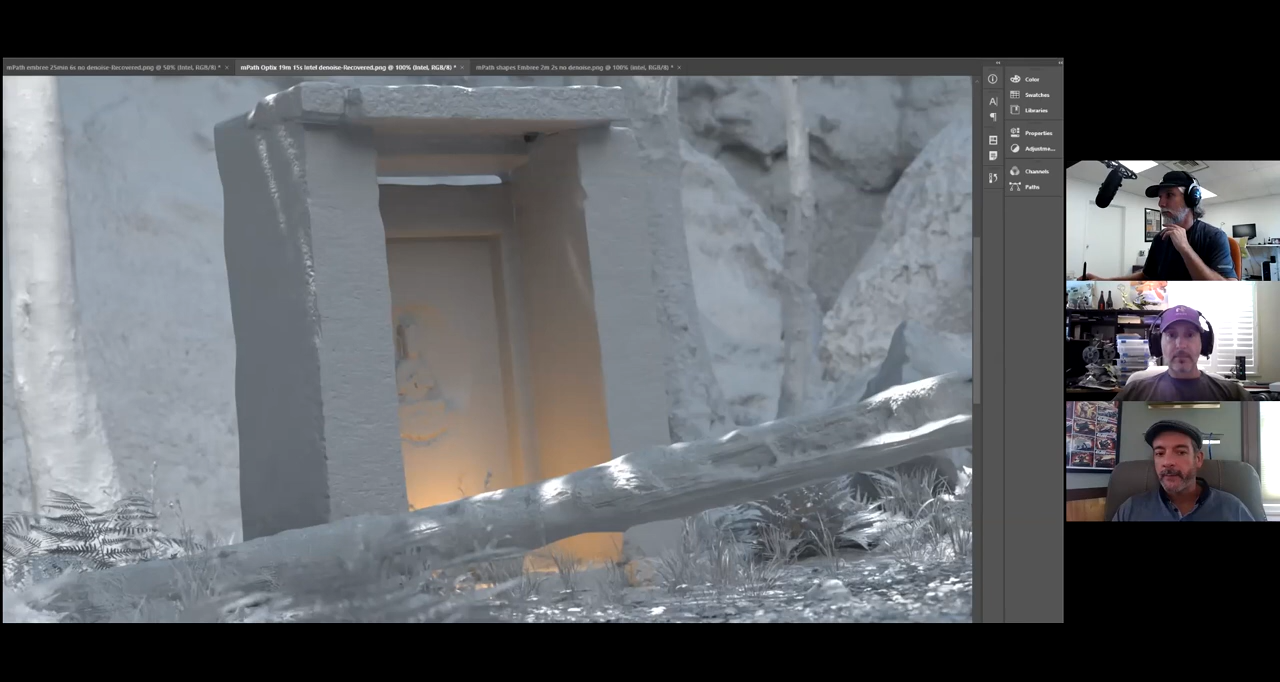 mPath embree 25min 6s no denoise-Recovered.png @ 50% (Intel, RGB/8) * ×
mPath Optix 19m 15s Intel denoise-Recovered.png @ 100% (Intel, RGB/8) * ×
mPath shapes Embree 2m 2s no denoise.png @ 100% (Intel, RGB/8) * ×
Color
Swatches
Libraries
Properties
Adjustme...
Channels
Paths